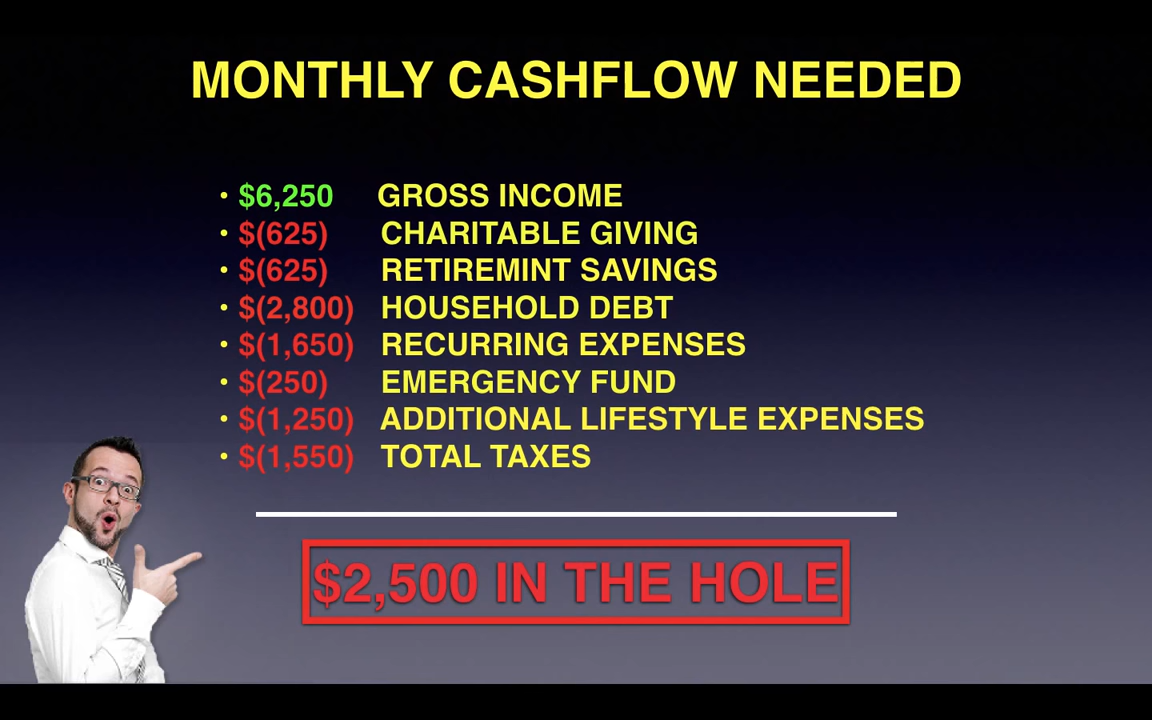 MONTHLY CASHFLOW NEEDED
• $6,250 GROSS INCOME
• $(625) CHARITABLE GIVING
• $(625) RETIREMINT SAVINGS
• $(2,800) HOUSEHOLD DEBT
• $(1,650) RECURRING EXPENSES
• $(250) EMERGENCY FUND
• $(1,250) ADDITIONAL LIFESTYLE EXPENSES
• $(1,550) TOTAL TAXES
$2,500 IN THE HOLE